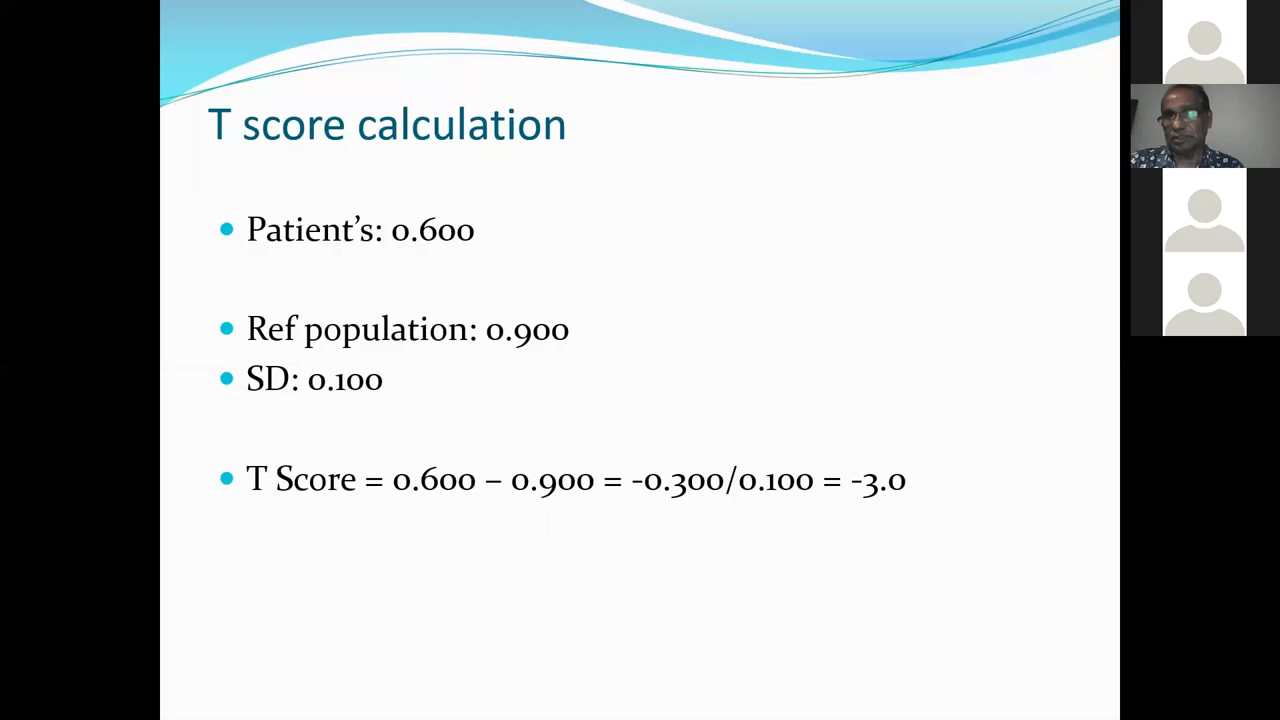 T score calculation
Patient’s: 0.600
Ref population: 0.900
SD: 0.100
T Score = 0.600 – 0.900 = -0.300/0.100 = -3.0